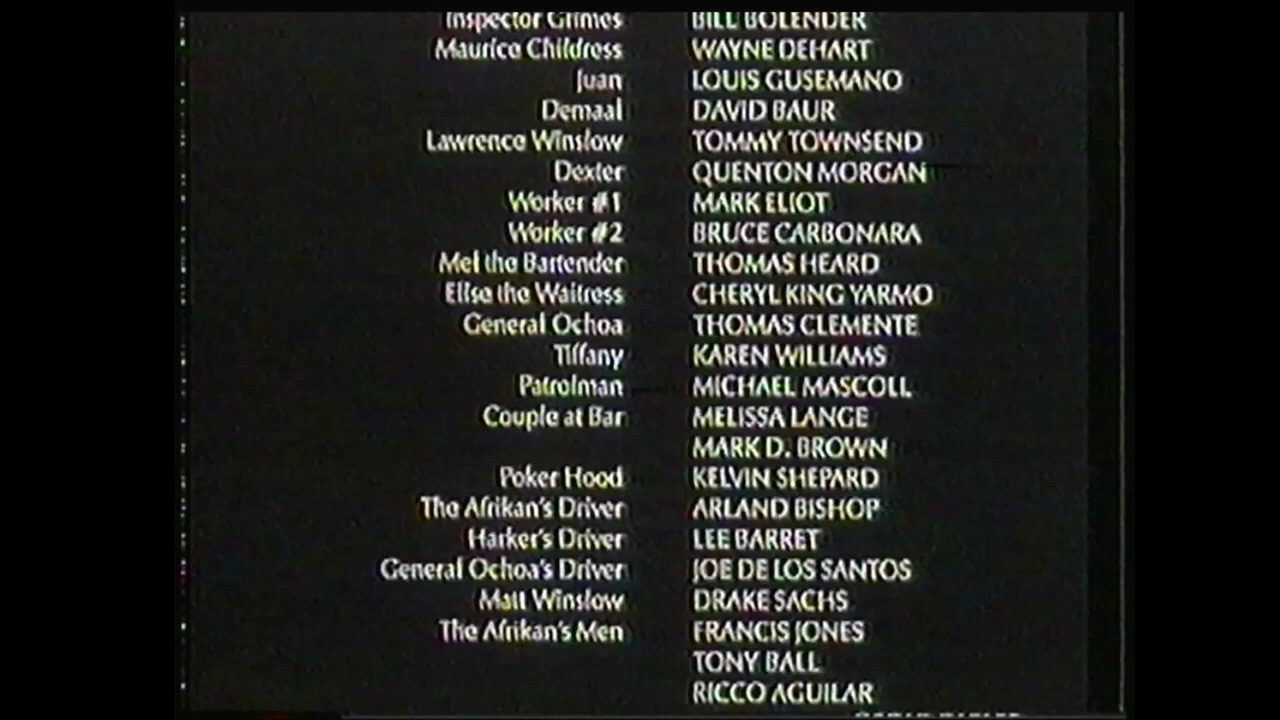 Inspector Grimes BILL BOLENDER
Maurice Childress WAYNE DEHART
Juan LOUIS GUSEMANO
Demaal DAVID BAUR
Lawrence Winslow TOMMY TOWNSEND
Dexter QUENTON MORGAN
Worker #1 MARK ELIOT
Worker #2 BRUCE CARBONARA
Mel the Bartender THOMAS HEARD
Elise the Waitress CHERYL KING YARMO
General Ochoa THOMAS CLEMENTE
Tiffany KAREN WILLIAMS
Patrolman MICHAEL MASCOLL
Couple at Bar MELISSA LANGE
MARK D. BROWN
Poker Hood KELVIN SHEPARD
The Afrikan's Driver ARLAND BISHOP
Harker's Driver LEE BARRET
General Ochoa's Driver JOE DE LOS SANTOS
Matt Winslow DRAKE SACHS
The Afrikan's Men FRANCIS JONES
TONY BALL
RICCO AGUILAR